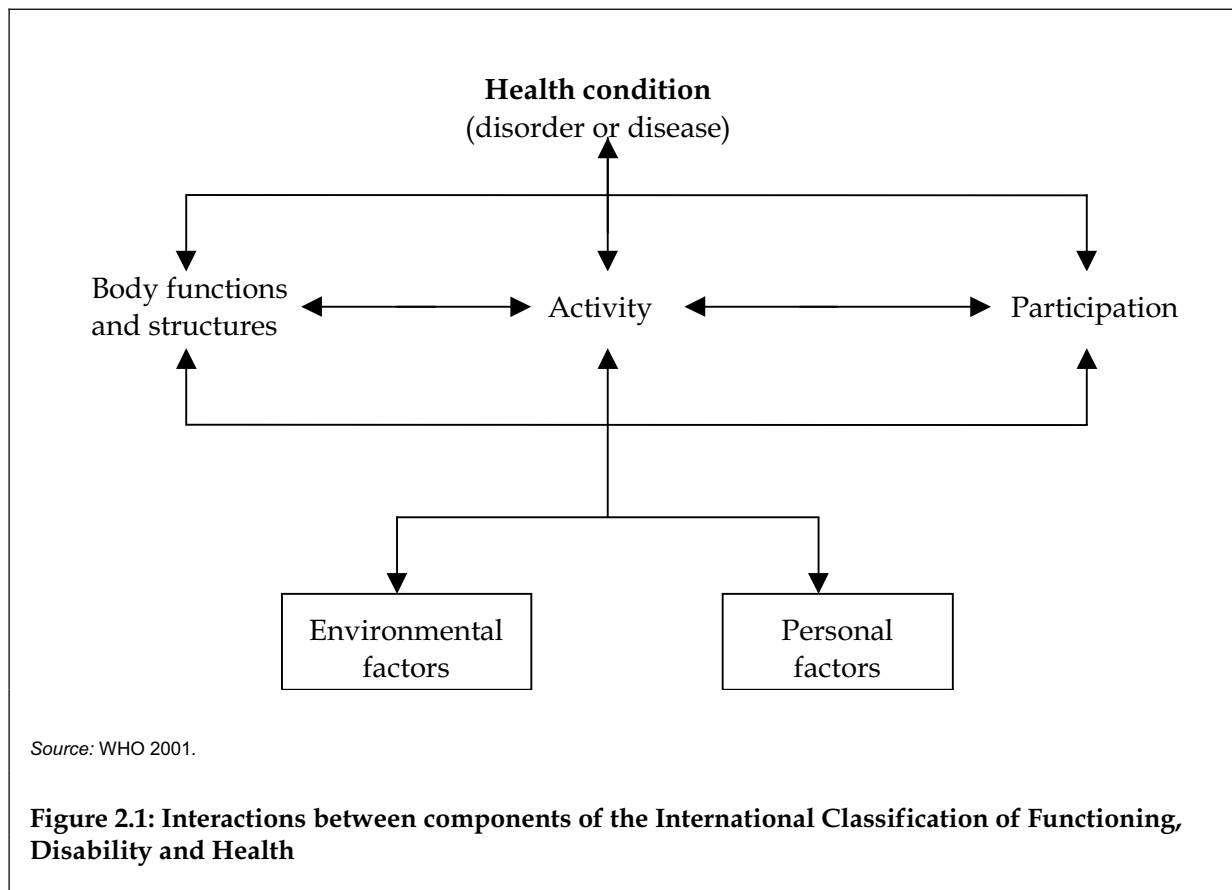 Health condition
(disorder or disease)
Body functions
and structures
Activity
Participation
Environmental
factors
Personal
factors
Source: WHO 2001.
Figure 2.1: Interactions between components of the International Classification of Functioning,
Disability and Health